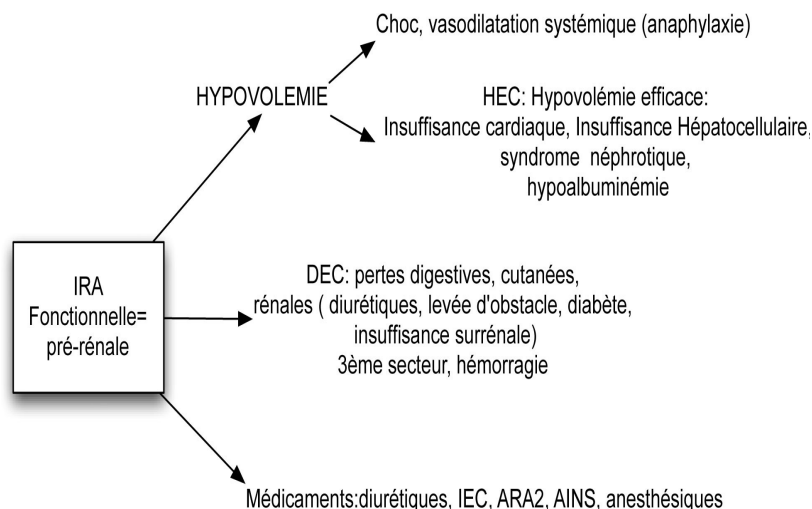 Choc, vasodilatation systémique (anaphylaxie)
HYPOVOLEMIE
HEC: Hypovolémie efficace:
Insuffisance cardiaque, Insuffisance Hépatocellulaire,
syndrome néphrotique,
hypoalbuminémie
IRA
Fonctionnelle=
pré-rénale
DEC: pertes digestives, cutanées,
rénales ( diurétiques, levée d'obstacle, diabète,
insuffisance surrénale)
3ème secteur, hémorragie
Médicaments:diurétiques, IEC, ARA2, AINS, anesthésiques